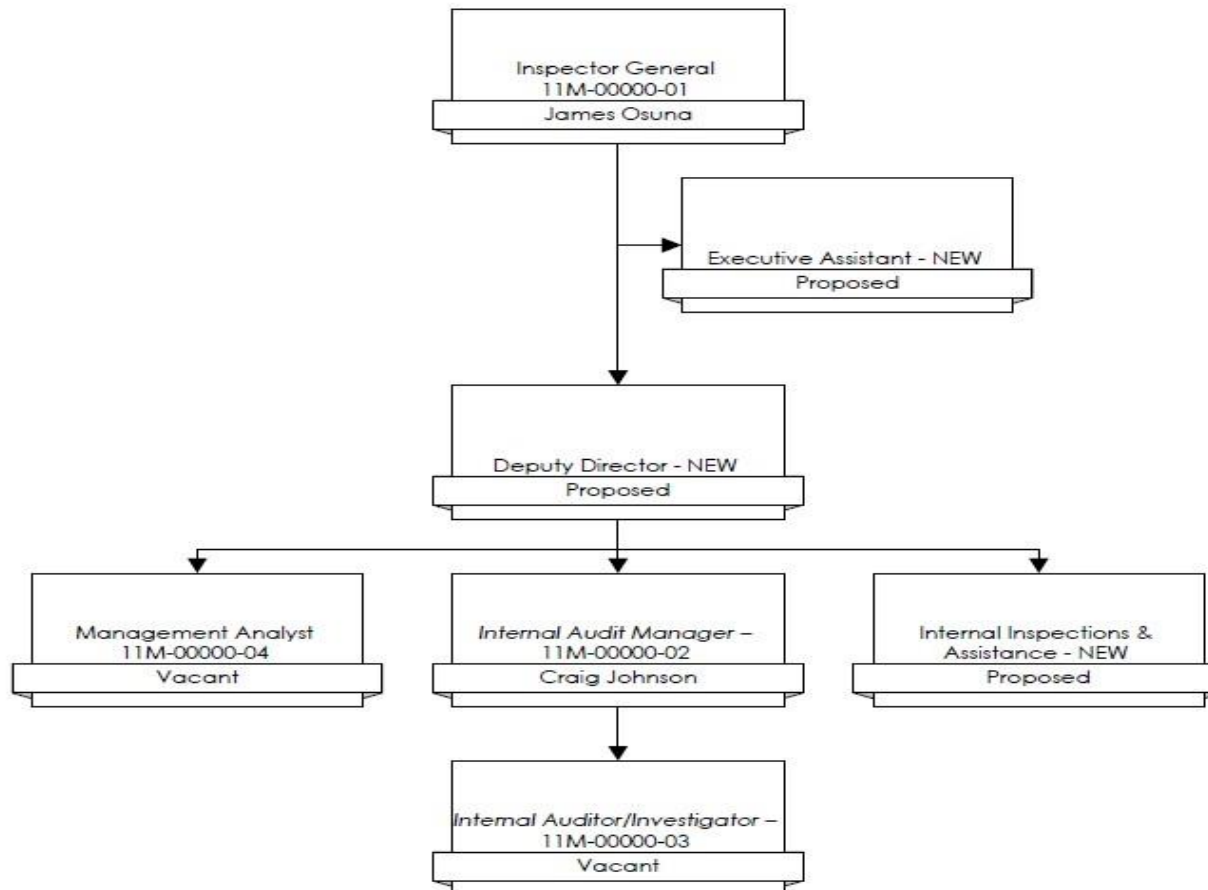 Inspector General
11M-00000-01
James Osuna
Executive Assistant - NEW
Proposed
Deputy Director - NEW
Proposed
Management Analyst
11M-00000-04
Vacant
Internal Audit Manager –
11M-00000-02
Craig Johnson
Internal Inspections &
Assistance - NEW
Proposed
Internal Auditor/Investigator –
11M-00000-03
Vacant